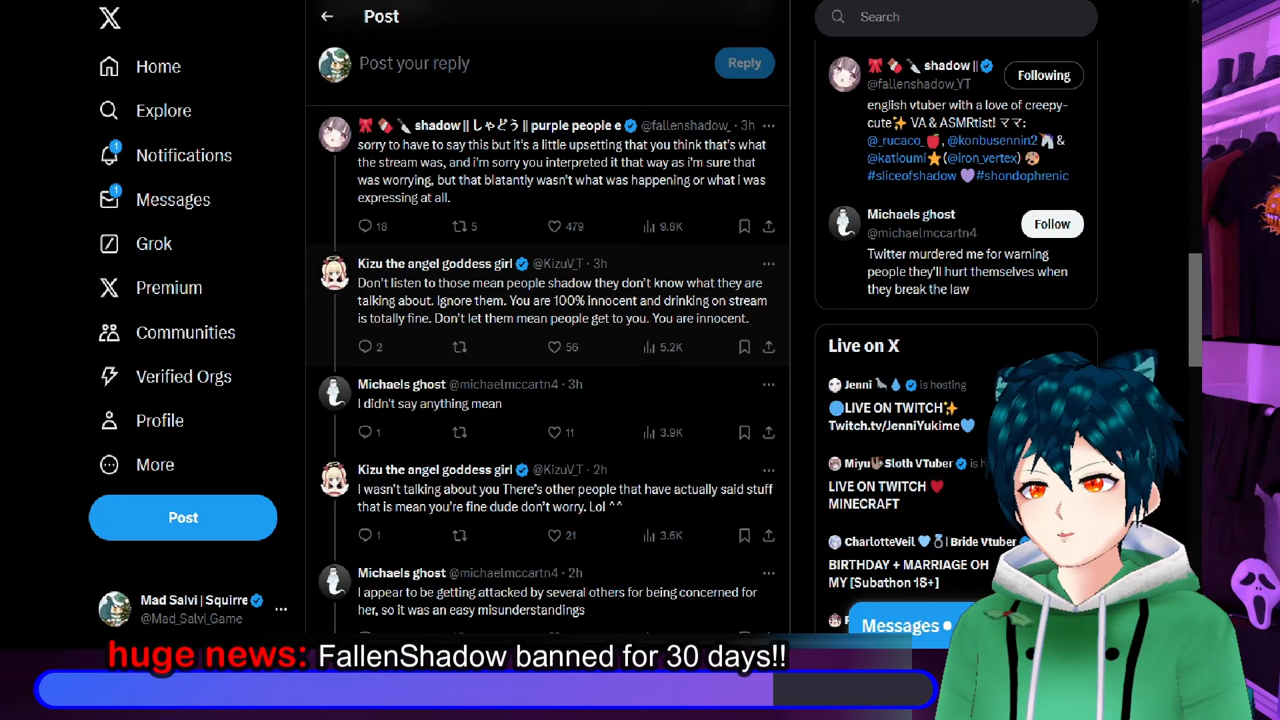 Home
Explore
1
Notifications
1
Messages
Grok
Premium
Communities
Verified Orgs
Profile
More
Post
Mad Salvi | Squirre
@Mad_Salvi_Game
Post
Post your reply
Reply
shadow || しゃどう || purple people e @fallenshadow_ · 3h
sorry to have to say this but it's a little upsetting that you think that's what
the stream was, and i'm sorry you interpreted it that way as i'm sure that
was worrying, but that blatantly wasn't what was happening or what i was
expressing at all.
18 5 479 9.6K
Kizu the angel goddess girl @KizuV_T · 3h
Don't listen to those mean people shadow they don't know what they are
talking about. Ignore them. You are 100% innocent and drinking on stream
is totally fine. Don't let them mean people get to you. You are innocent.
2 56 5.2K
Michaels ghost @michaelmccartn4 · 3h
I didn't say anything mean
1 11 3.9K
Kizu the angel goddess girl @KizuV_T · 2h
I wasn't talking about you There's other people that have actually said stuff
that is mean you're fine dude don't worry. Lol ^^
1 21 3.6K
Michaels ghost @michaelmccartn4 · 2h
I appear to be getting attacked by several others for being concerned for
her, so it was an easy misunderstandings
Search
shadow ||
@fallenshadow_YT
Following
english vtuber with a love of creepy-
cute✨ VA & ASMRtist! ママ:
@_rucaco_🍎, @konbusennin2 🦄 &
@katloumi⭐ (@iron_vertex) 🎨
#sliceofshadow 💜#shondophrenic
Michaels ghost
@michaelmccartn4
Follow
Twitter murdered me for warning
people they'll hurt themselves when
they break the law
Live on X
Jenni is hosting
🔵LIVE ON TWITCH✨
Twitch.tv/JenniYukime💙
Miyu🦥Sloth VTuber is h
LIVE ON TWITCH ♥
MINECRAFT
CharlotteVeil 🩵💍| Bride Vtuber
BIRTHDAY + MARRIAGE OH
MY [Subathon 18+]
Messages
huge news: FallenShadow banned for 30 days!!